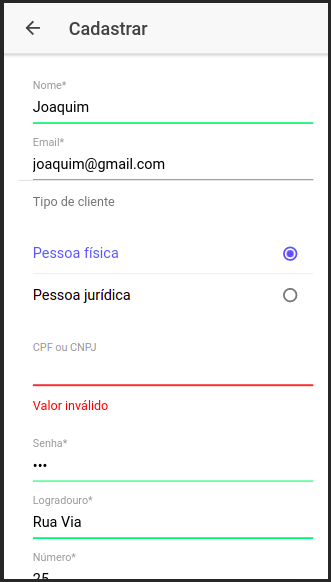 Cadastrar
Nome*
Joaquim
Email*
joaquim@gmail.com
Tipo de cliente
Pessoa física
Pessoa jurídica
CPF ou CNPJ
Valor inválido
Senha*
•••
Logradouro*
Rua Via
Número*
25